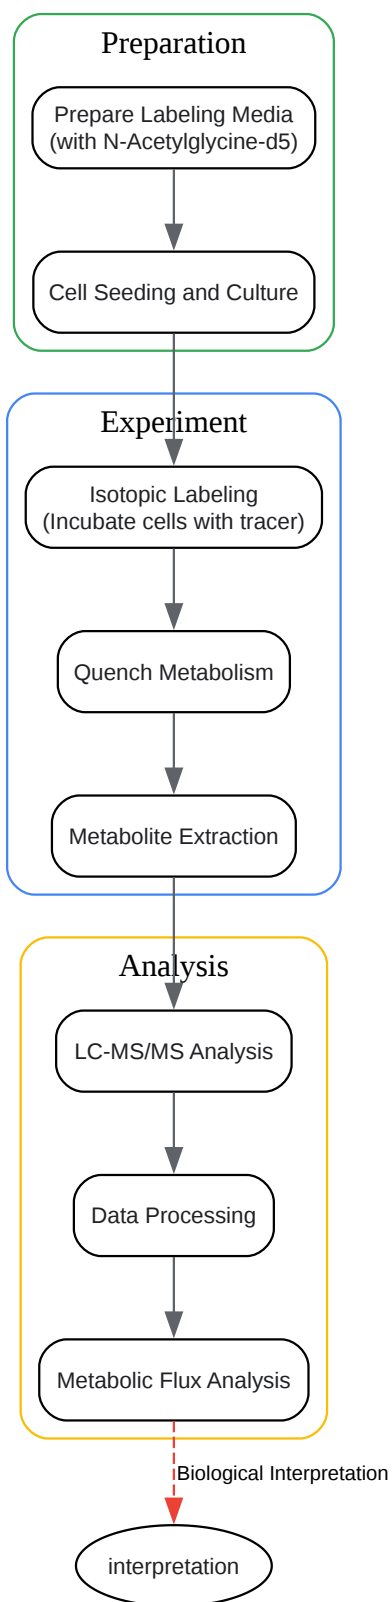 Preparation
Prepare Labeling Media
(with N-Acetylglycine-d5)
Cell Seeding and Culture
Experiment
Isotopic Labeling
(Incubate cells with tracer)
Quench Metabolism
Metabolite Extraction
Analysis
LC-MS/MS Analysis
Data Processing
Metabolic Flux Analysis
Biological Interpretation
interpretation